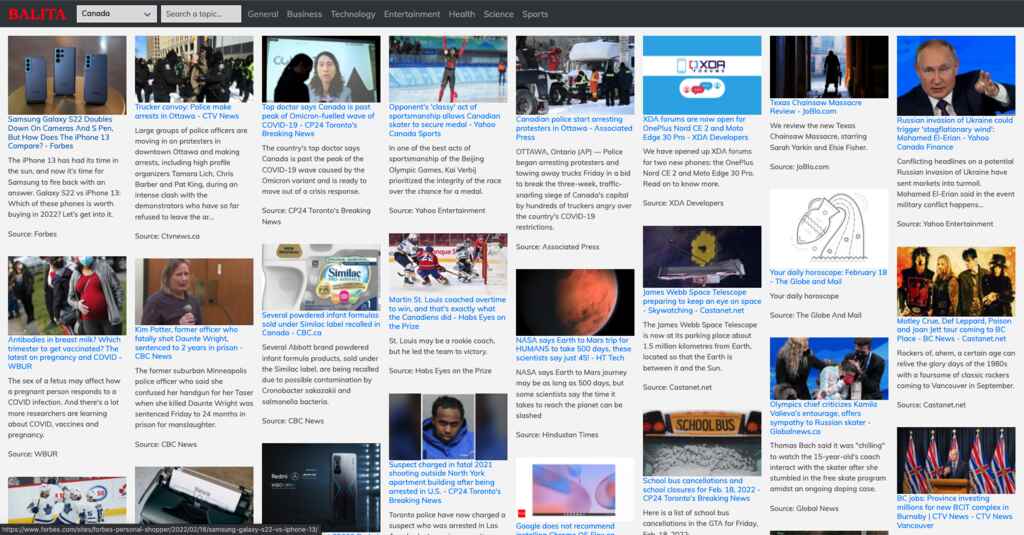 BALITA
Canada
Search a topic...
General Business Technology Entertainment Health Science Sports
Samsung Galaxy S22 Doubles
Down On Cameras And S Pen,
But How Does The iPhone 13
Compare? - Forbes
The iPhone 13 has had its time in
the sun, and now it's time for
Samsung to fire back with an
answer. Galaxy S22 vs iPhone 13:
Which of these phones is worth
buying in 2022? Let's get into it.
Source: Forbes
Antibodies in breast milk? Which
trimester to get vaccinated? The
latest on pregnancy and COVID -
WBUR
The sex of a fetus may affect how
a pregnant person responds to a
COVID infection. And there's a lot
more researchers are learning
about COVID, vaccines and
pregnancy.
Source: WBUR
https://www.forbes.com/sites/forbes-personal-shopper/2022/02/18/samsung-galaxy-s22-vs-iphone-13/
Trucker convoy: Police make
arrests in Ottawa - CTV News
Large groups of police officers are
moving in on protesters in
downtown Ottawa and making
arrests, including high profile
organizers Tamara Lich, Chris
Barber and Pat King, during an
intense clash with the
demonstrators who have so far
refused to leave the ar...
Source: Ctvnews.ca
Kim Potter, former officer who
fatally shot Daunte Wright,
sentenced to 2 years in prison -
CBC News
The former suburban Minneapolis
police officer who said she
confused her handgun for her Taser
when she killed Daunte Wright was
sentenced Friday to 24 months in
prison for manslaughter.
Source: CBC News
Top doctor says Canada is past
peak of Omicron-fuelled wave of
COVID-19 - CP24 Toronto's
Breaking News
The country's top doctor says
Canada is past the peak of the
COVID-19 wave caused by the
Omicron variant and is ready to
move out of a crisis response.
Source: CP24 Toronto's Breaking
News
Similac
Several powdered infant formulas
sold under Similac label recalled in
Canada - CBC.ca
Several Abbott brand powdered
infant formula products, sold under
the Similac label, are being recalled
due to possible contamination by
Cronobacter sakazakii and
salmonella bacteria.
Source: CBC News
Redmi
Opponent's 'classy' act of
sportsmanship allows Canadian
skater to secure medal - Yahoo
Canada Sports
In one of the best acts of
sportsmanship of the Beijing
Olympic Games, Kai Verbij
prioritized the integrity of the race
over the chance for a medal.
Source: Yahoo Entertainment
Martin St. Louis coached overtime
to win, and that's exactly what
the Canadiens did - Habs Eyes on
the Prize
St. Louis may be a rookie coach,
but he led the team to victory.
Source: Habs Eyes on the Prize
Suspect charged in fatal 2021
shooting outside North York
apartment building after being
arrested in U.S. - CP24 Toronto's
Breaking News
Toronto police have now charged a
suspect who was arrested in Los
Canadian police start arresting
protesters in Ottawa - Associated
Press
OTTAWA, Ontario (AP) — Police
began arresting protesters and
towing away trucks Friday in a bid
to break the three-week, traffic-
snarling siege of Canada's capital
by hundreds of truckers angry over
the country's COVID-19
restrictions.
Source: Associated Press
NASA says Earth to Mars trip for
HUMANS to take 500 days, these
scientists say just 45! - HT Tech
NASA says Earth to Mars journey
may be as long as 500 days, but
some scientists say the time it
takes to reach the planet can be
slashed
Source: Hindustan Times
Google does not recommend
installing Chrome OS Flex on
XDA
FORUMS
XDA forums are now open for
OnePlus Nord CE 2 and Moto
Edge 30 Pro - XDA Developers
We have opened up XDA forums
for two new phones: the OnePlus
Nord CE 2 and Moto Edge 30 Pro.
Read on to know more.
Source: XDA Developers
James Webb Space Telescope
preparing to keep an eye on space
- Skywatching - Castanet.net
The James Webb Space Telescope
is now at its parking place about
1.5 million kilometres from Earth,
located so that the Earth is
between it and the Sun.
Source: Castanet.net
SCHOOL BUS
School bus cancellations and
school closures for Feb. 18, 2022 -
CP24 Toronto's Breaking News
Here is a list of school bus
cancellations in the GTA for Friday,
Feb. 18, 2022
Texas Chainsaw Massacre
Review - JoBlo.com
We review the new Texas
Chainsaw Massacre, starring
Sarah Yarkin and Elsie Fisher.
Source: JoBlo.com
Your daily horoscope: February 18
- The Globe and Mail
Your daily horoscope
Source: The Globe And Mail
Olympics chief criticizes Kamila
Valieva's entourage, offers
sympathy to Russian skater -
Globalnews.ca
Thomas Bach said it was "chilling"
to watch the 15-year-old's coach
interact with the skater after she
stumbled in the free skate program
amidst an ongoing doping case.
Source: Global News
Russian invasion of Ukraine could
trigger 'stagflationary wind':
Mohamed El-Erian - Yahoo
Canada Finance
Conflicting headlines on a potential
Russian invasion of Ukraine have
sent markets into turmoil.
Mohamed El-Erian said in the event
military conflict happens...
Source: Yahoo Entertainment
Motley Crue, Def Leppard, Poison
and Joan Jett tour coming to BC
Place - BC News - Castanet.net
Rockers of, ahem, a certain age can
relive the glory days of the 1980s
with a foursome of classic rockers
coming to Vancouver in September.
Source: Castanet.net
BC jobs: Province investing
millions for new BCIT complex in
Burnaby | CTV News - CTV News
Vancouver